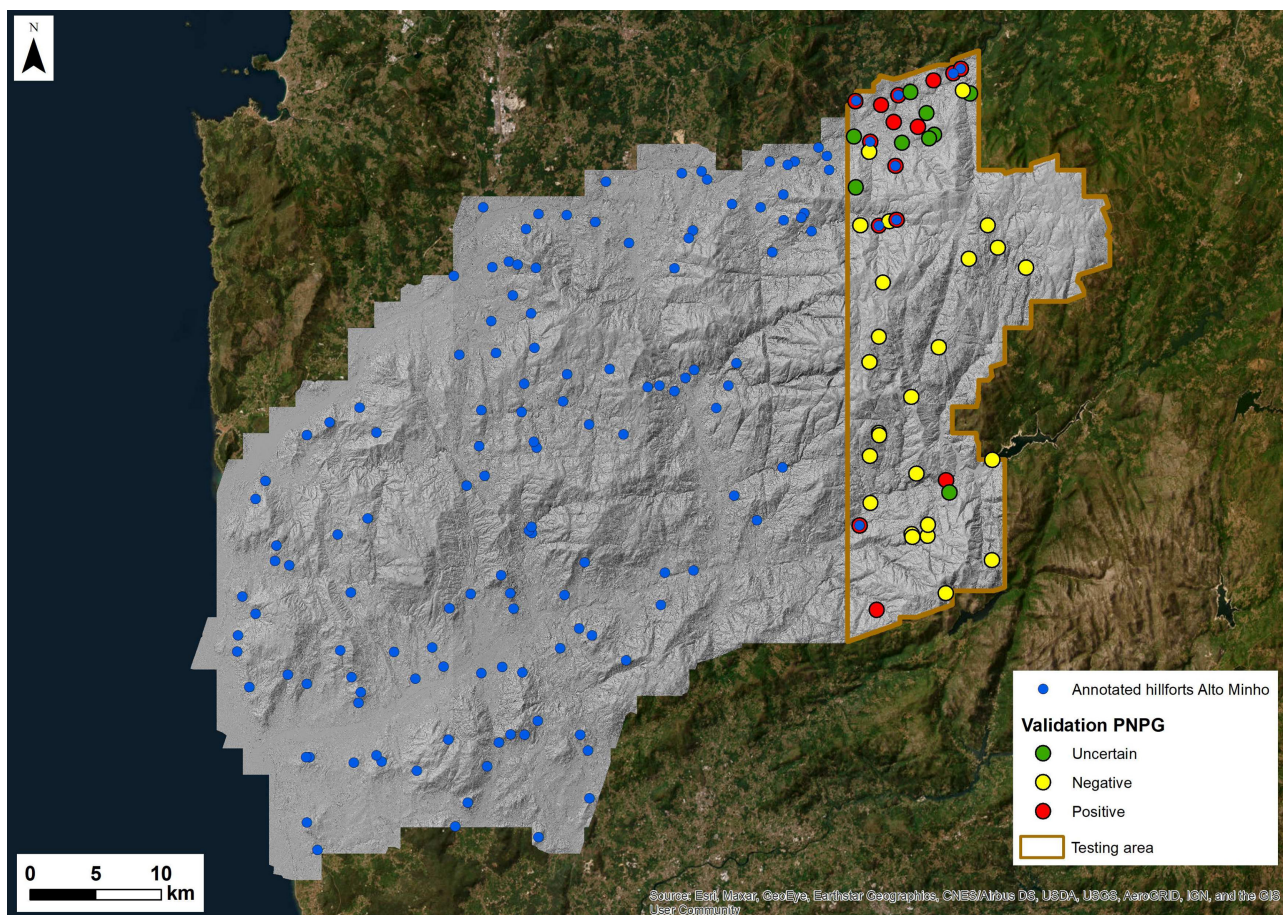 N
Annotated hillforts Alto Minho
Validation PNPG
Uncertain
Negative
Positive
Testing area
0 5 10
km
Source: Esri, Maxar, GeoEye, Earthstar Geographics, CNES/Airbus DS, USDA, USGS, AeroGRID, IGN, and the GIS
User Community